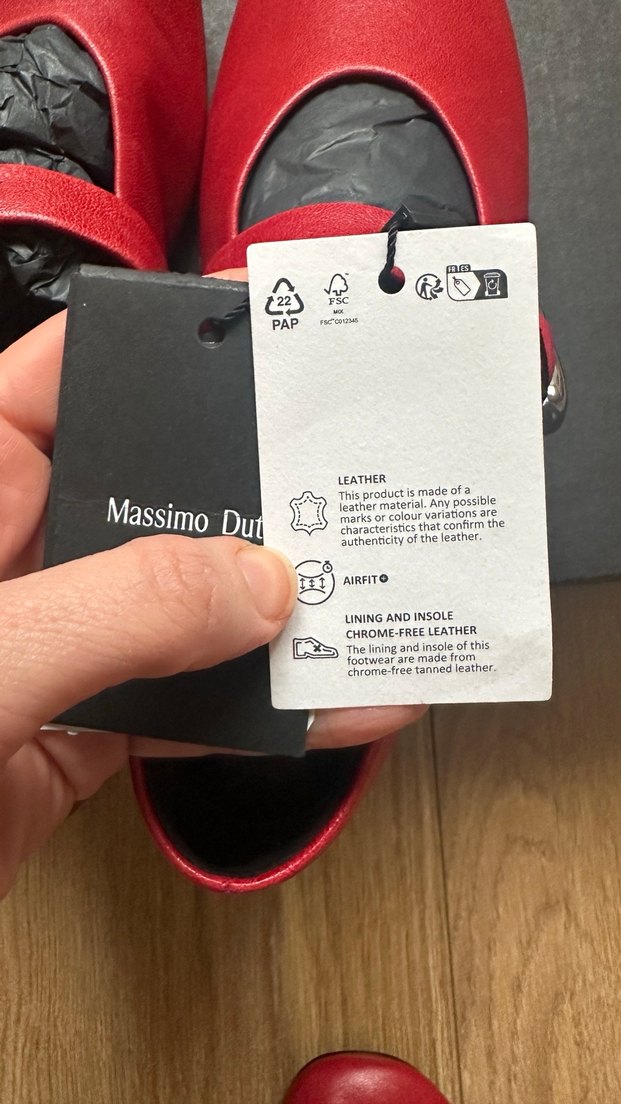 22
PAP
FSC™
MIX
FSC™ C012345
FR ES
LEATHER
This product is made of a
leather material. Any possible
marks or colour variations are
characteristics that confirm the
authenticity of the leather.
Massimo Dut
AIRFIT+
LINING AND INSOLE
CHROME-FREE LEATHER
The lining and insole of this
footwear are made from
chrome-free tanned leather.